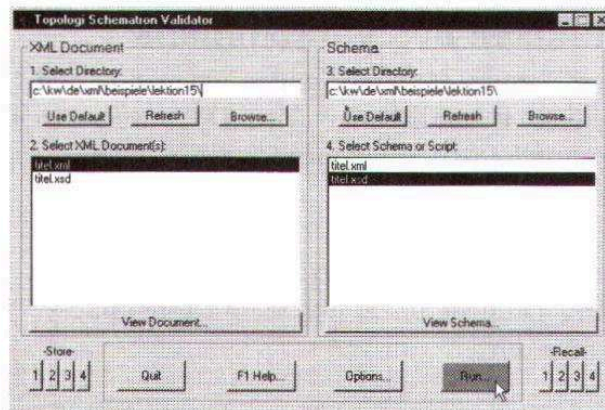 Topologi Schematron Validator
XML Document
1. Select Directory:
c:\kw\de\xml\beispiele\lektion15\
Use Default
Refresh
Browse...
2. Select XML Document(s):
titel.xml
titel.xsd
View Document...
Schema
3. Select Directory:
c:\kw\de\xml\beispiele\lektion15\
Use Default
Refresh
Browse...
4. Select Schema or Script:
titel.xml
titel.xsd
View Schema...
-Store-
1 2 3 4
Quit
F1 Help...
Options...
Run...
-Recall-
1 2 3 4